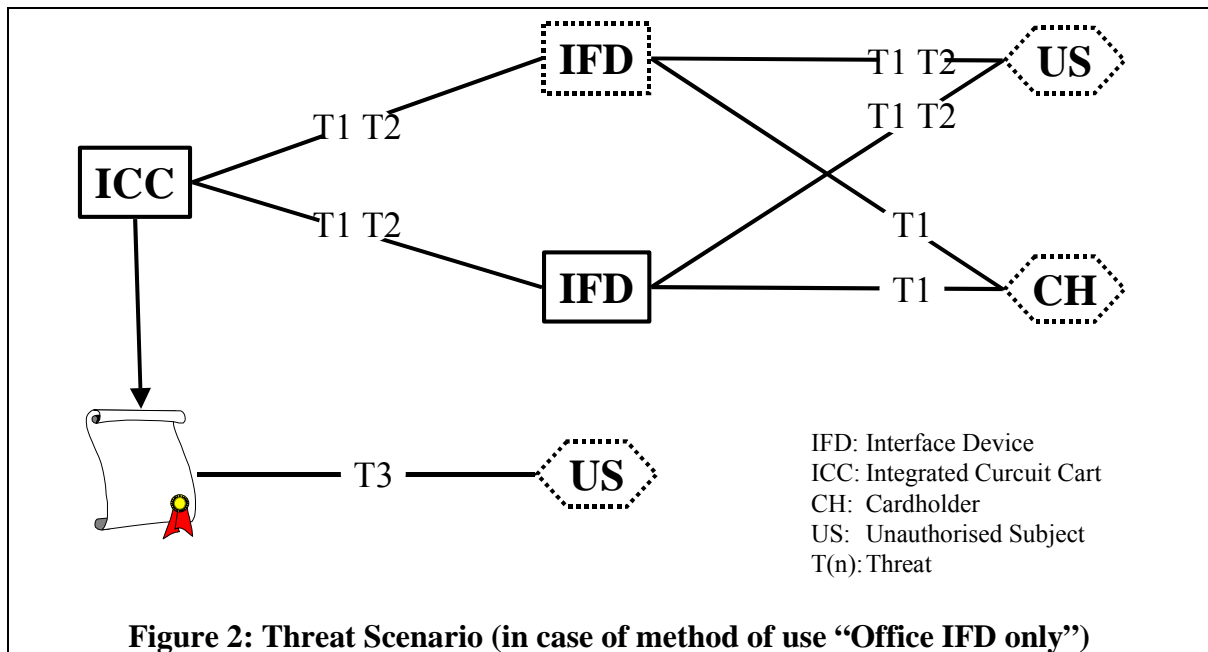 IFD
T1 T2
US
T1 T2
T1 T2
ICC
T1 T2
T1
IFD
T1
CH
T3
US
IFD: Interface Device
ICC: Integrated Curcuit Cart
CH: Cardholder
US: Unauthorised Subject
T(n): Threat
Figure 2: Threat Scenario (in case of method of use “Office IFD only”)